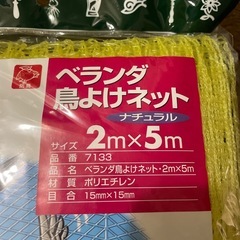 ベランダ
鳥よけネット
ナチュラル
サイズ 2m×5m
品番 7133
品名 ベランダ鳥よけネット・2m×5m
材質 ポリエチレン
目合 15mm×15mm